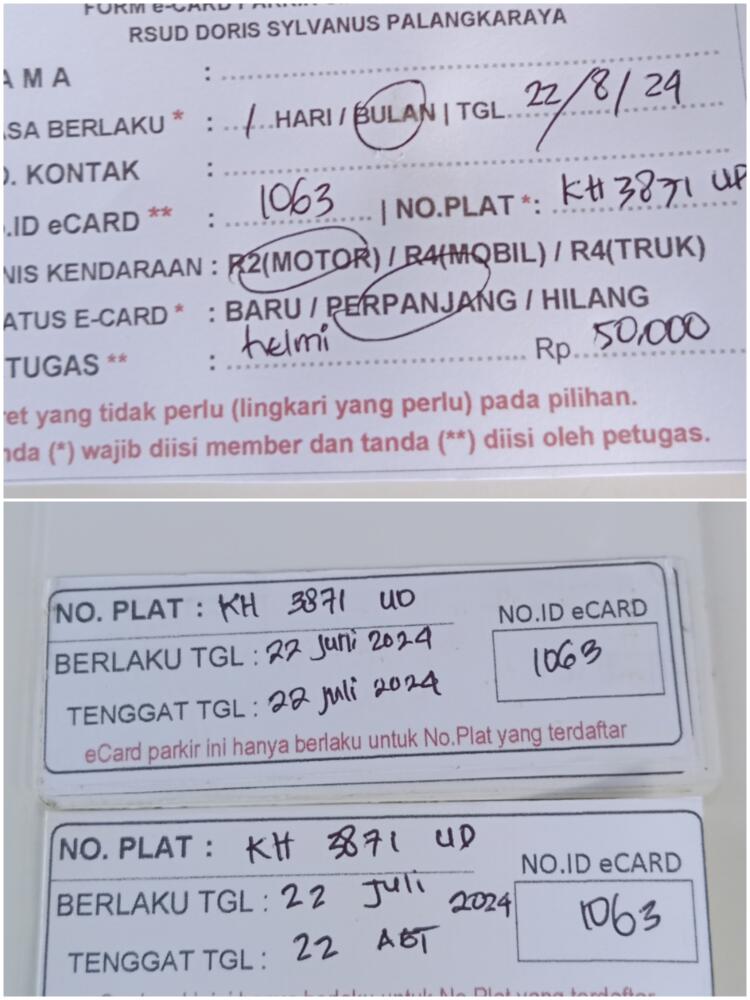 RSUD DORIS SYLVANUS PALANGKARAYA
AMA :
SA BERLAKU * : 1 HARI / BULAN | TGL. 22/8/24
. KONTAK :
.ID eCARD ** : 1063 | NO.PLAT *: KH 3871 UP
NIS KENDARAAN : R2(MOTOR) / R4(MOBIL) / R4(TRUK)
ATUS E-CARD * : BARU / PERPANJANG / HILANG
TUGAS ** : helmi Rp. 50.000
ret yang tidak perlu (lingkari yang perlu) pada pilihan.
nda (*) wajib diisi member dan tanda (**) diisi oleh petugas.
NO. PLAT : KH 3871 UD
NO.ID eCARD
BERLAKU TGL : 22 Juni 2024
1063
TENGGAT TGL : 22 Juli 2024
eCard parkir ini hanya berlaku untuk No.Plat yang terdaftar
NO. PLAT : KH 3871 UD
NO.ID eCARD
BERLAKU TGL : 22 Juli 2024
1063
TENGGAT TGL : 22 AGT